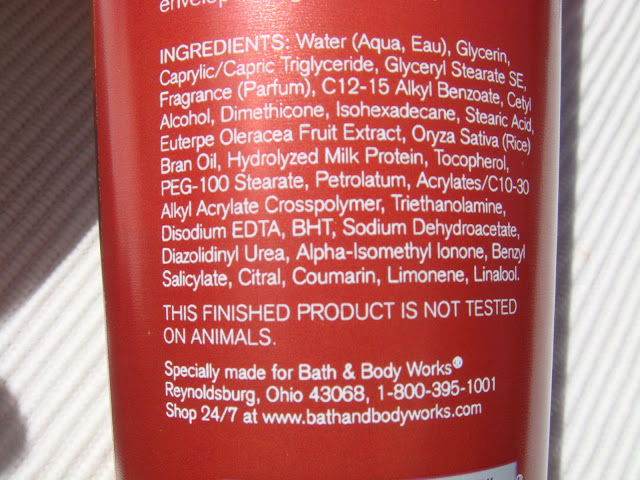 INGREDIENTS: Water (Aqua, Eau), Glycerin,
Caprylic/Capric Triglyceride, Glyceryl Stearate SE,
Fragrance (Parfum), C12-15 Alkyl Benzoate, Cetyl
Alcohol, Dimethicone, Isohexadecane, Stearic Acid,
Euterpe Oleracea Fruit Extract, Oryza Sativa (Rice)
Bran Oil, Hydrolyzed Milk Protein, Tocopherol,
PEG-100 Stearate, Petrolatum, Acrylates/C10-30
Alkyl Acrylate Crosspolymer, Triethanolamine,
Disodium EDTA, BHT, Sodium Dehydroacetate,
Diazolidinyl Urea, Alpha-Isomethyl Ionone, Benzyl
Salicylate, Citral, Coumarin, Limonene, Linalool.
THIS FINISHED PRODUCT IS NOT TESTED
ON ANIMALS.
Specially made for Bath & Body Works®
Reynoldsburg, Ohio 43068, 1-800-395-1001
Shop 24/7 at www.bathandbodyworks.com